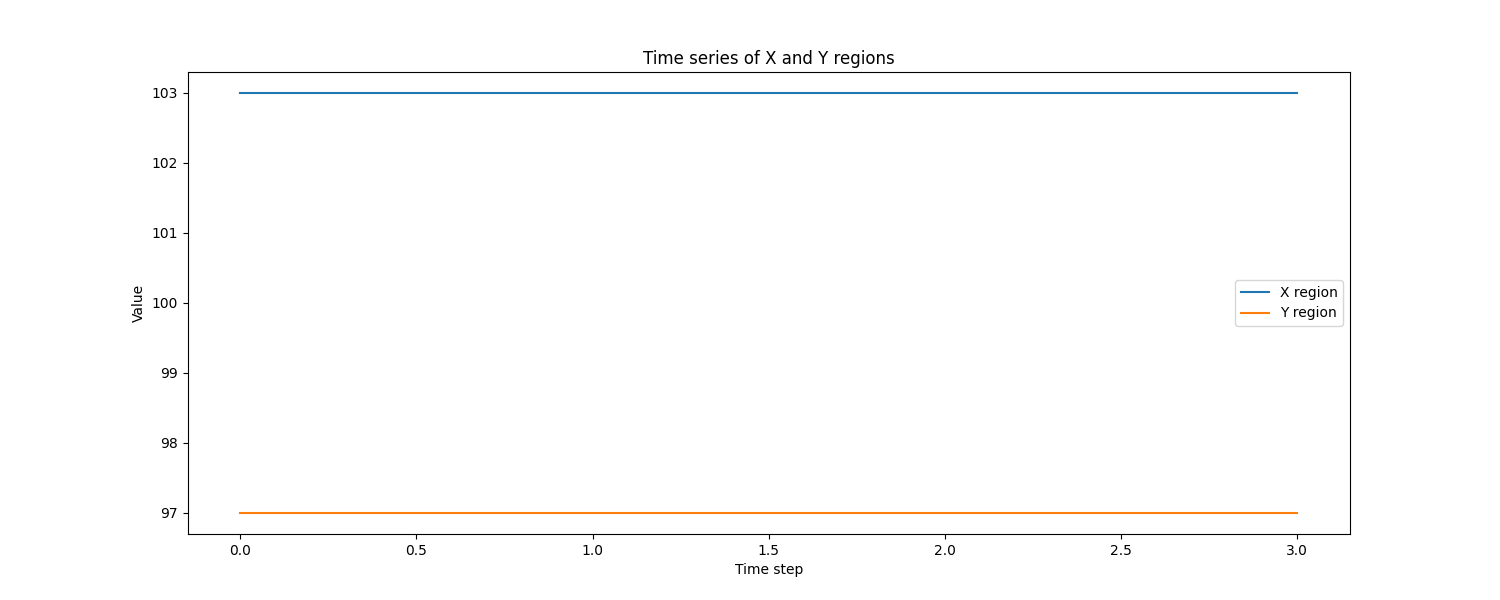 Time series of X and Y regions
103
102
101
100
99
98
97
Value
X region
Y region
0.0 0.5 1.0 1.5 2.0 2.5 3.0
Time step